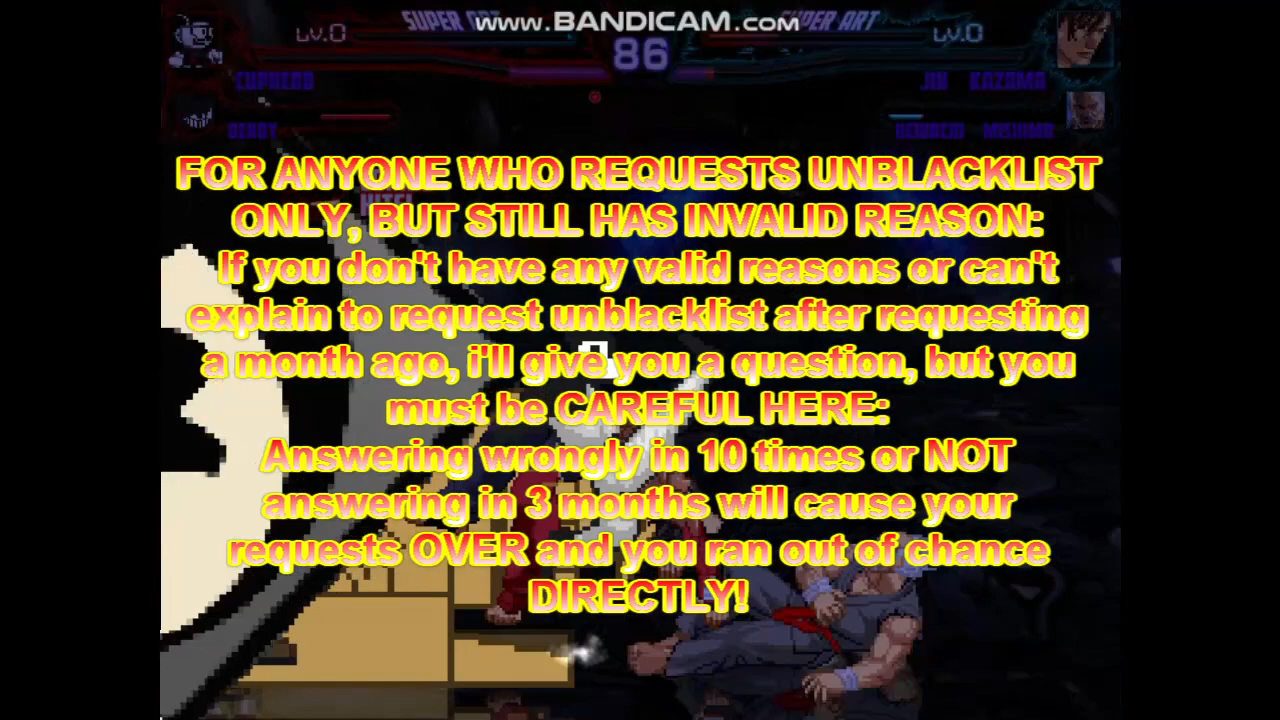 www.BANDICAM.com
LV.0 SUPER ART 86 SUPER ART LV.0
CUPHEAD JIN KAZAMA
HEIHACHI MISHIMA
FOR ANYONE WHO REQUESTS UNBLACKLIST
ONLY, BUT STILL HAS INVALID REASON:
If you don't have any valid reasons or can't
explain to request unblacklist after requesting
a month ago, i'll give you a question, but you
must be CAREFUL HERE:
Answering wrongly in 10 times or NOT
answering in 3 months will cause your
requests OVER and you ran out of chance
DIRECTLY!